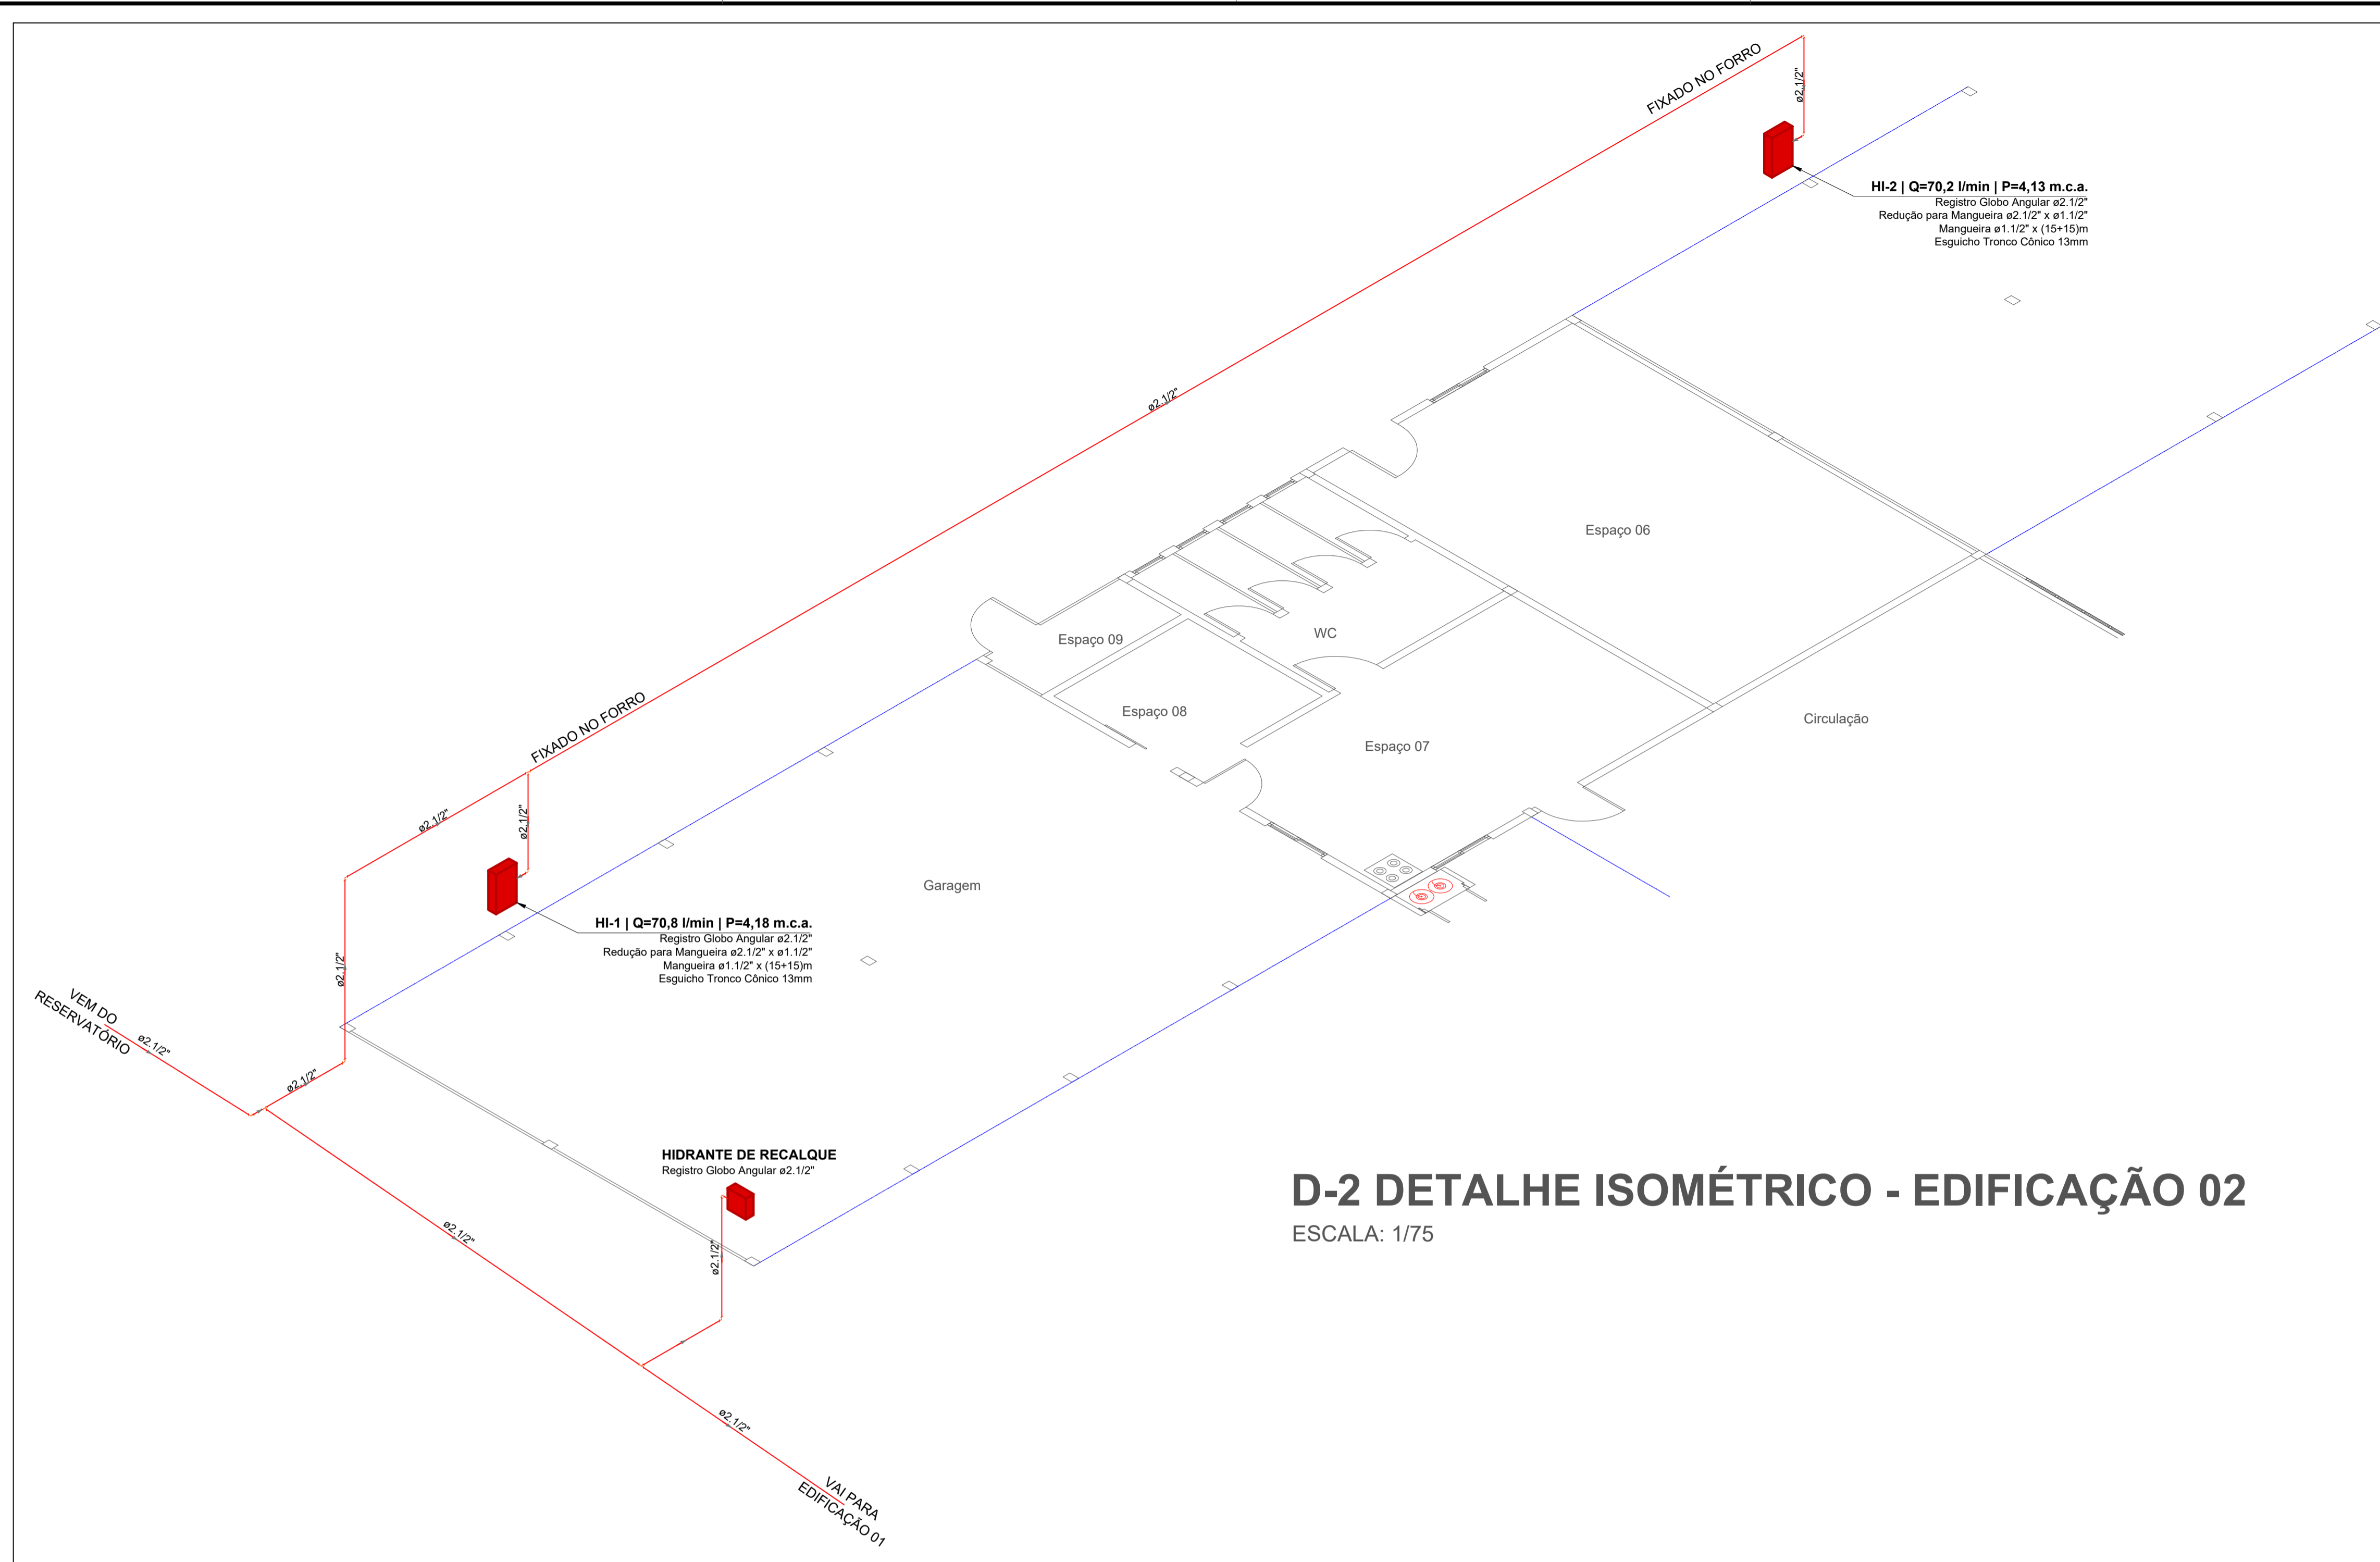 FIXADO NO FORRO
ø2.1/2"
HI-2 | Q=70,2 l/min | P=4,13 m.c.a.
Registro Globo Angular ø2.1/2"
Redução para Mangueira ø2.1/2" x ø1.1/2"
Mangueira ø1.1/2" x (15+15)m
Esguicho Tronco Cônico 13mm
ø2.1/2"
Espaço 06
WC
Espaço 09
Espaço 08
Circulação
Espaço 07
FIXADO NO FORRO
ø2.1/2"
ø2.1/2"
Garagem
HI-1 | Q=70,8 l/min | P=4,18 m.c.a.
Registro Globo Angular ø2.1/2"
Redução para Mangueira ø2.1/2" x ø1.1/2"
Mangueira ø1.1/2" x (15+15)m
Esguicho Tronco Cônico 13mm
ø2.1/2"
VEM DO
RESERVATÓRIO
ø2.1/2"
ø2.1/2"
HIDRANTE DE RECALQUE
Registro Globo Angular ø2.1/2"
ø2.1/2"
ø2.1/2"
D-2 DETALHE ISOMÉTRICO - EDIFICAÇÃO 02
ESCALA: 1/75
ø2.1/2"
VAI PARA
EDIFICAÇÃO 01